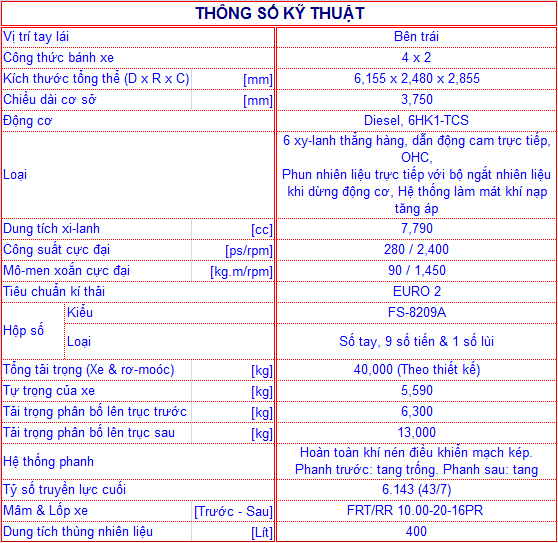 THÔNG SỐ KỸ THUẬT
Vị trí tay lái Bên trái
Công thức bánh xe 4 x 2
Kích thước tổng thể (D x R x C) [mm] 6,155 x 2,480 x 2,855
Chiều dài cơ sở [mm] 3,750
Động cơ Diesel, 6HK1-TCS
Loại
6 xy-lanh thẳng hàng, dẫn động cam trực tiếp,
OHC,
Phun nhiên liệu trực tiếp với bộ ngắt nhiên liệu
khi dừng động cơ, Hệ thống làm mát khí nạp
tăng áp
Dung tích xi-lanh [cc] 7,790
Công suất cực đại [ps/rpm] 280 / 2,400
Mô-men xoắn cực đại [kg.m/rpm] 90 / 1,450
Tiêu chuẩn kí thải EURO 2
Hộp số
Kiểu FS-8209A
Loại Số tay, 9 số tiến & 1 số lùi
Tổng tải trọng (Xe & rơ-moóc) [kg] 40,000 (Theo thiết kế)
Tự trọng của xe [kg] 5,590
Tải trọng phân bố lên trục trước [kg] 6,300
Tải trọng phân bố lên trục sau [kg] 13,000
Hệ thống phanh
Hoàn toàn khí nén điều khiển mạch kép.
Phanh trước: tang trống. Phanh sau: tang
Tỷ số truyền lực cuối 6.143 (43/7)
Mâm & Lốp xe [Trước - Sau] FRT/RR 10.00-20-16PR
Dung tích thùng nhiên liệu [Lít] 400